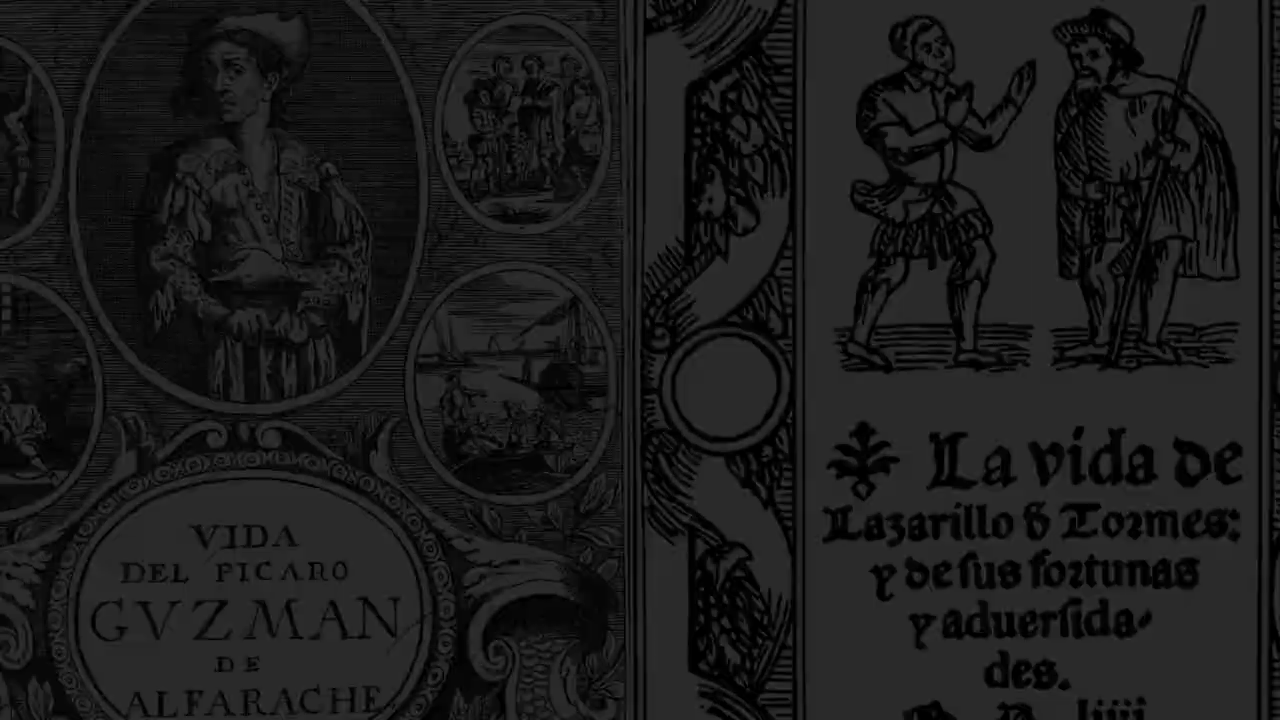 VIDA
DEL PICARO
GVZMAN
DE
ALFARACHE
La vida de
Lazarillo de Tormes:
y de sus fortunas
y aduersida-
des.